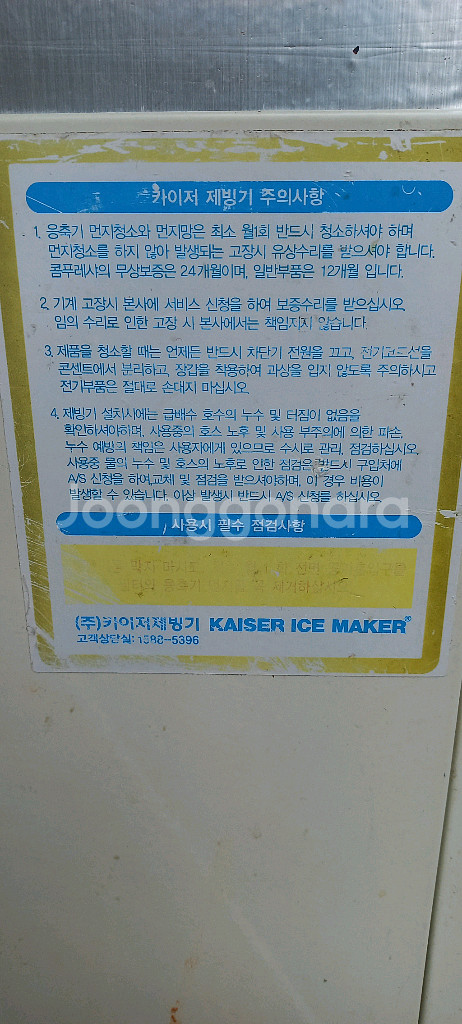 카이저 제빙기 주의사항
1. 응축기 먼지청소와 먼지망은 최소 월1회 반드시 청소하셔야 하며
먼지청소를 하지 않아 발생되는 고장시 유상수리를 받으셔야 합니다.
콤푸레샤의 무상보증은 24개월이며, 일반부품은 12개월 입니다.
2. 기계 고장시 본사에 서비스 신청을 하여 보증수리를 받으십시오.
임의 수리로 인한 고장 시 본사에서는 책임지지 않습니다.
3. 제품을 청소할 때는 언제든 반드시 차단기 전원을 끄고, 전기코드선을
콘센트에서 분리하고, 장갑을 착용하여 과상을 입지 않도록 주의하시고
전기부품은 절대로 손대지 마십시오.
4. 제빙기 설치시에는 급배수 호수의 누수 및 터짐이 없음을
확인하셔야하며, 사용중의 호스 노후 및 사용 부주의에 의한 파손,
누수 예방의 책임은 사용자에게 있으므로 수시로 관리, 점검하십시오.
사용중 물의 누수 및 호스의 노후로 인한 점검은 반드시 구입처에
A/S 신청을 하여,교체 및 점검을 받으셔야하며, 이 경우 비용이
발생할 수 있습니다. 이상 발생시 반드시 A/S 신청를 하십시오.
Joonggonara
사용시 필수 점검사항
막지 마시고
응축기
제거하십시오
(주)카이저제빙기 KAISER ICE MAKER®
고객상담실: 1588-5396